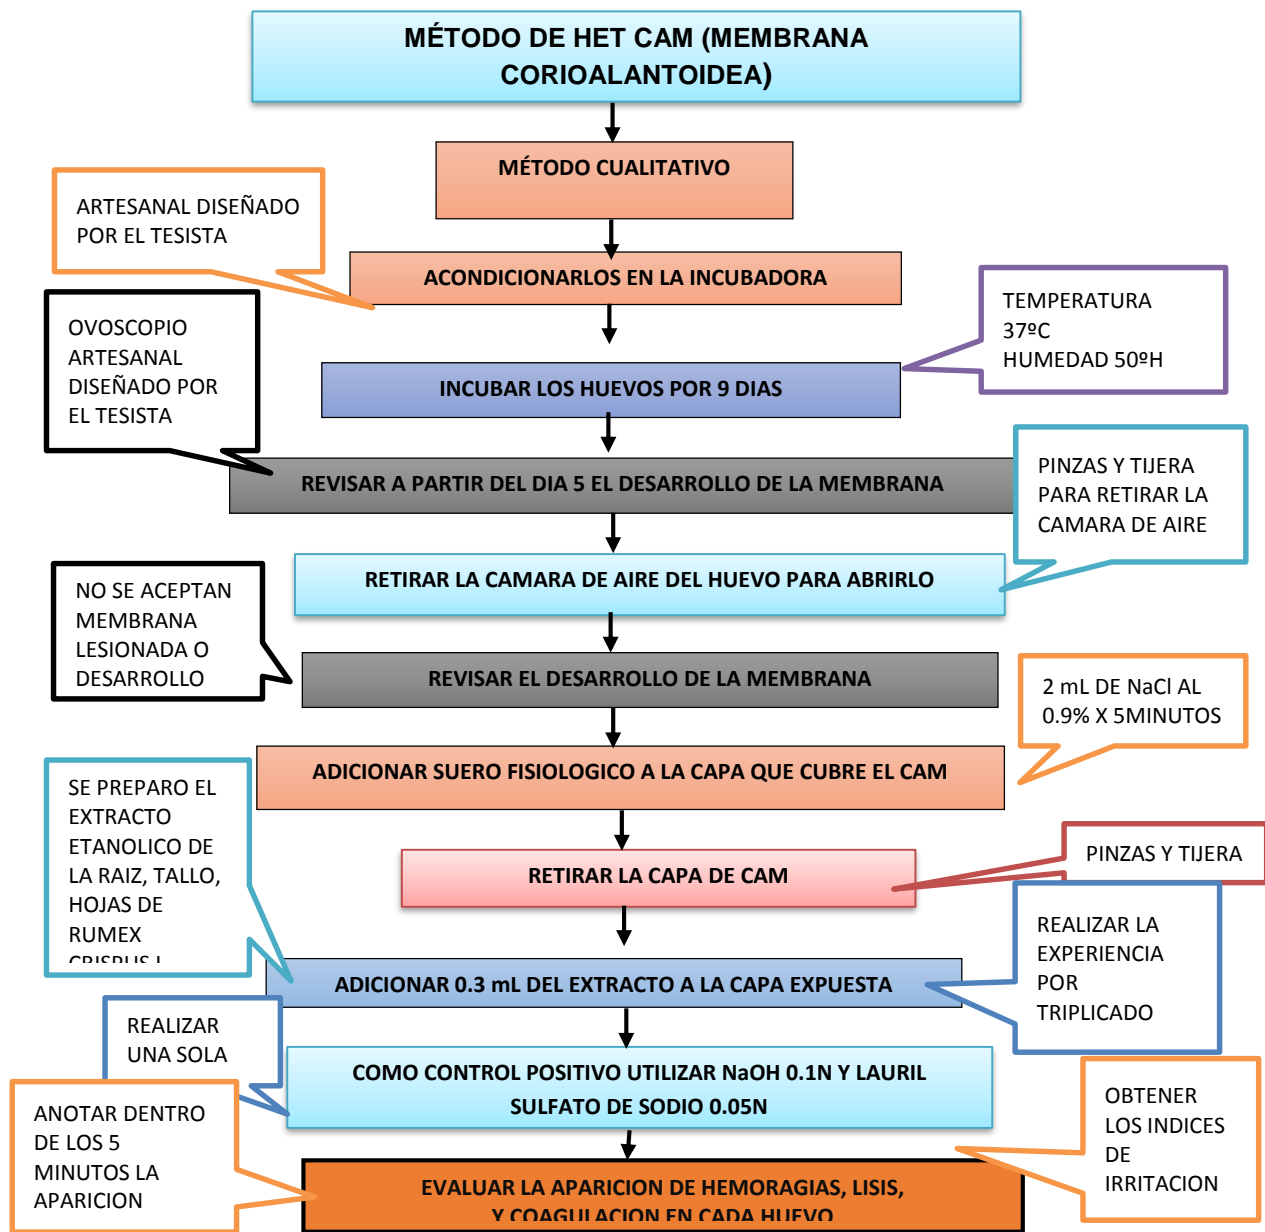 MÉTODO DE HET CAM (MEMBRANA
CORIOALANTOIDEA)
MÉTODO CUALITATIVO
ARTESANAL DISEÑADO
POR EL TESISTA
ACONDICIONARLOS EN LA INCUBADORA
TEMPERATURA
37ºC
HUMEDAD 50ºH
OVOSCOPIO
ARTESANAL
DISEÑADO POR
EL TESISTA
INCUBAR LOS HUEVOS POR 9 DIAS
REVISAR A PARTIR DEL DIA 5 EL DESARROLLO DE LA MEMBRANA
PINZAS Y TIJERA
PARA RETIRAR LA
CAMARA DE AIRE
RETIRAR LA CAMARA DE AIRE DEL HUEVO PARA ABRIRLO
NO SE ACEPTAN
MEMBRANA
LESIONADA O
DESARROLLO
REVISAR EL DESARROLLO DE LA MEMBRANA
2 mL DE NaCl AL
0.9% X 5MINUTOS
ADICIONAR SUERO FISIOLOGICO A LA CAPA QUE CUBRE EL CAM
SE PREPARO EL
EXTRACTO
ETANOLICO DE
LA RAIZ, TALLO,
HOJAS DE
RUMEX
CRISPUS L
RETIRAR LA CAPA DE CAM
PINZAS Y TIJERA
REALIZAR LA
EXPERIENCIA
POR
TRIPLICADO
ADICIONAR 0.3 mL DEL EXTRACTO A LA CAPA EXPUESTA
REALIZAR
UNA SOLA
COMO CONTROL POSITIVO UTILIZAR NaOH 0.1N Y LAURIL
SULFATO DE SODIO 0.05N
ANOTAR DENTRO
DE LOS 5
MINUTOS LA
APARICION
OBTENER
LOS INDICES
DE
IRRITACION
EVALUAR LA APARICION DE HEMORAGIAS, LISIS,
Y COAGULACION EN CADA HUEVO